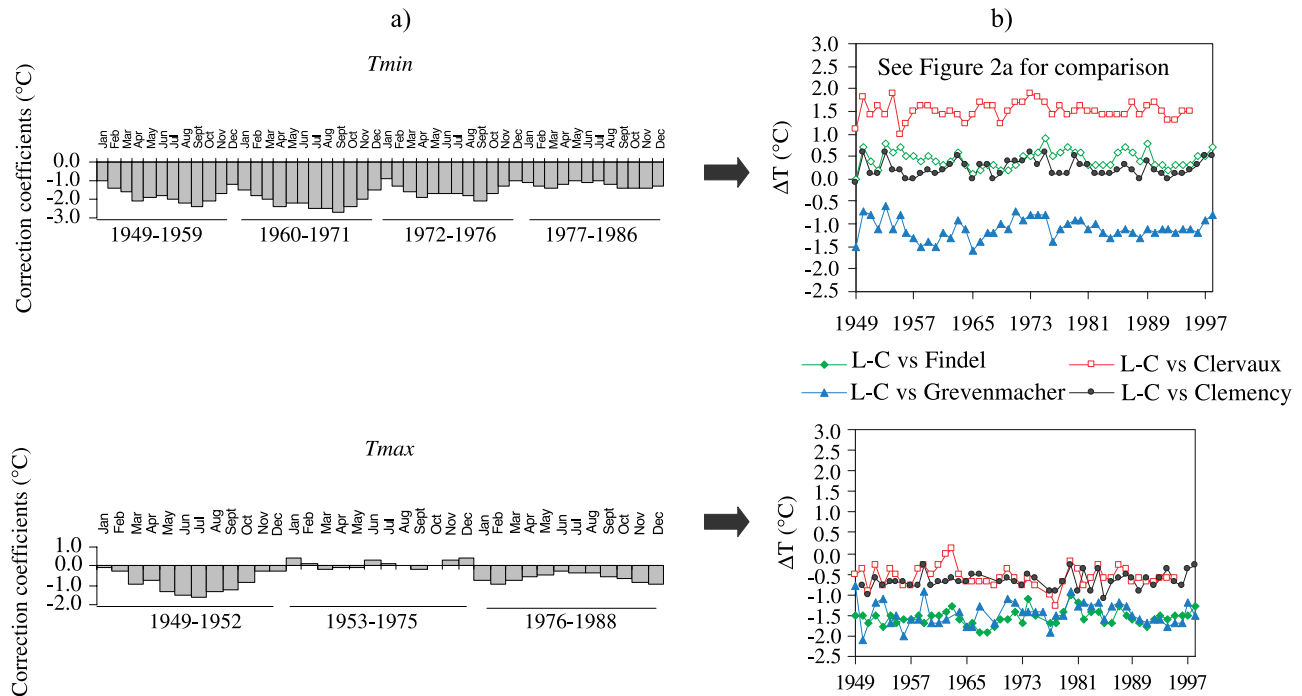 a)
b)
Tmin
Correction coefficients (°C)
Jan Feb Mar Apr May Jun Jul Aug Sept Oct Nov Dec Jan Feb Mar Apr May Jun Jul Aug Sept Oct Nov Dec Jan Feb Mar Apr May Jun Jul Aug Sept Oct Nov Dec Jan Feb Mar Apr May Jun Jul Aug Sept Oct Nov Dec
0.0
-1.0
-2.0
-3.0
1949-1959 1960-1971 1972-1976 1977-1986
See Figure 2a for comparison
ΔT (°C)
3.0
2.5
2.0
1.5
1.0
0.5
0.0
-0.5
-1.0
-1.5
-2.0
-2.5
1949 1957 1965 1973 1981 1989 1997
L-C vs Findel
L-C vs Clervaux
L-C vs Grevenmacher
L-C vs Clemency
Tmax
Correction coefficients (°C)
Jan Feb Mar Apr May Jun Jul Aug Sept Oct Nov Dec Jan Feb Mar Apr May Jun Jul Aug Sept Oct Nov Dec Jan Feb Mar Apr May Jun Jul Aug Sept Oct Nov Dec
1.0
0.0
-1.0
-2.0
1949-1952 1953-1975 1976-1988
ΔT (°C)
3.0
2.5
2.0
1.5
1.0
0.5
0.0
-0.5
-1.0
-1.5
-2.0
-2.5
1949 1957 1965 1973 1981 1989 1997